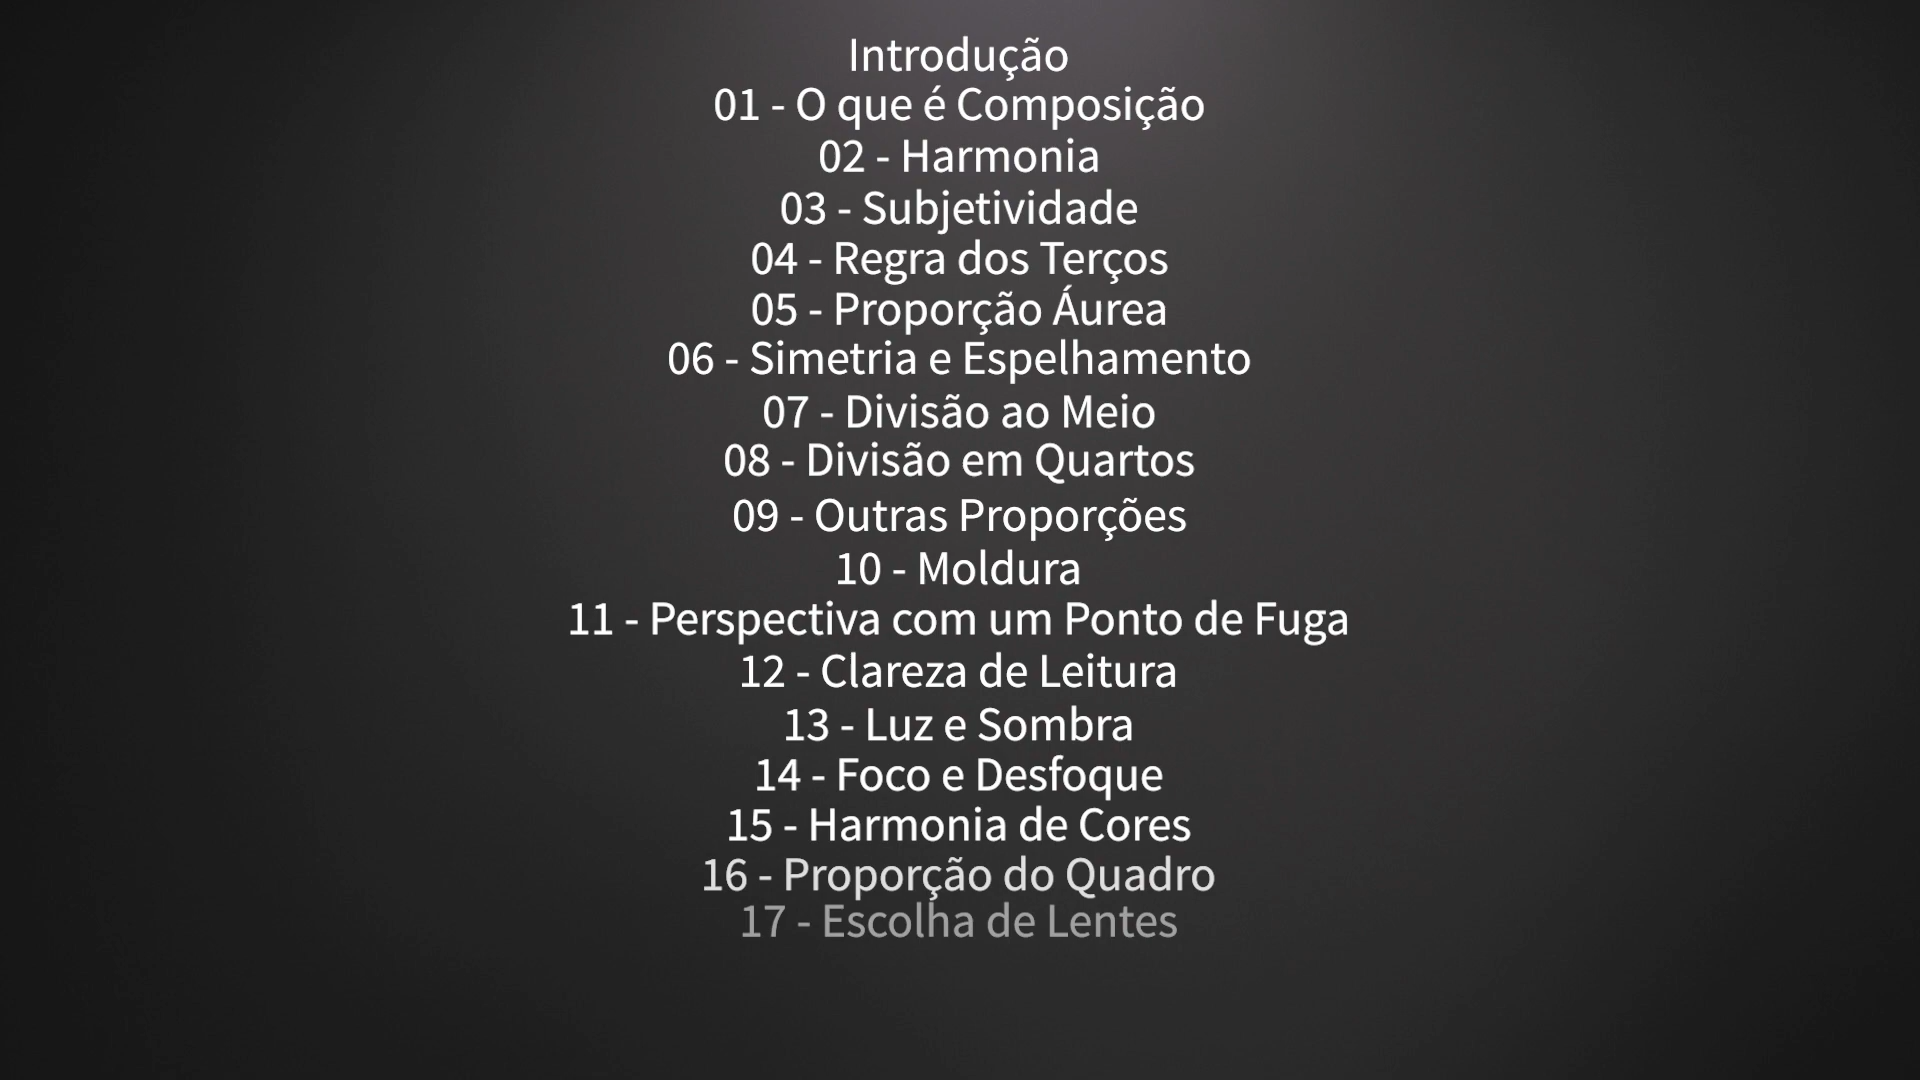 Introdução
01 - O que é Composição
02 - Harmonia
03 - Subjetividade
04 - Regra dos Terços
05 - Proporção Áurea
06 - Simetria e Espelhamento
07 - Divisão ao Meio
08 - Divisão em Quartos
09 - Outras Proporções
10 - Moldura
11 - Perspectiva com um Ponto de Fuga
12 - Clareza de Leitura
13 - Luz e Sombra
14 - Foco e Desfoque
15 - Harmonia de Cores
16 - Proporção do Quadro
17 - Escolha de Lentes